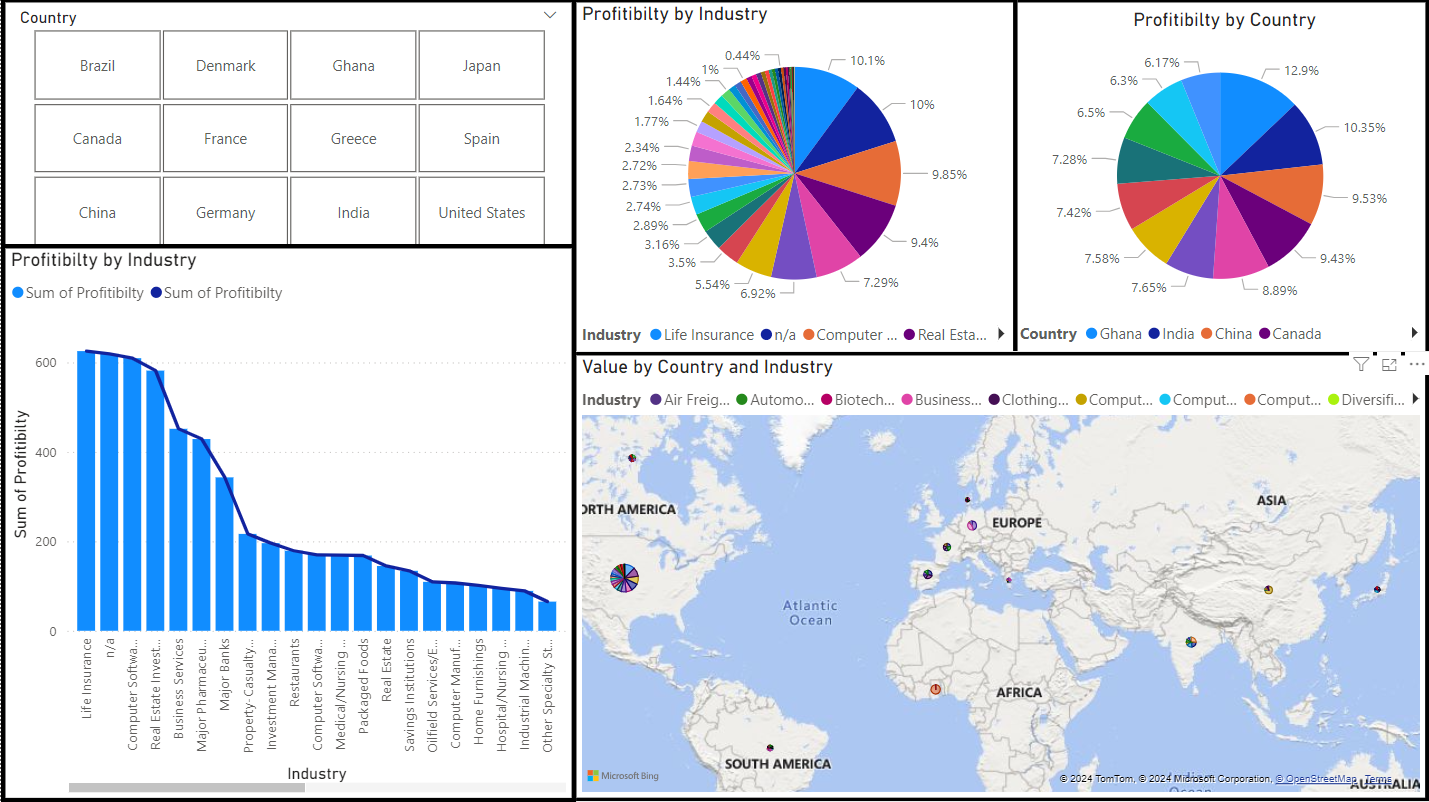 Country
Brazil
Denmark
Ghana
Japan
Canada
France
Greece
Spain
China
Germany
India
United States
Profitibilty by Industry
Sum of Profitibilty Sum of Profitibilty
Sum of Profitibilty
600
400
200
0
Life Insurance
n/a
Computer Softwa...
Real Estate Invest...
Business Services
Major Pharmaceu...
Major Banks
Property- Casualty...
Investment Mana...
Restaurants
Computer Softwa...
Medical/Nursing ...
Packaged Foods
Real Estate
Savings Institutions
Oilfield Services/E...
Computer Manuf...
Home Furnishings
Hospital/Nursing ...
Industrial Machin...
Other Specialty St...
Industry
Profitibilty by Industry
0.44%
10.1%
1%
1.44%
1.64%
10%
1.77%
2.34%
2.72%
9.85%
2.73%
2.74%
2.89%
3.16%
9.4%
3.5%
5.54%
7.29%
6.92%
Industry Life Insurance n/a Computer ... Real Esta...
Profitibilty by Country
6.17%
12.9%
6.3%
6.5%
10.35%
7.28%
9.53%
7.42%
7.58%
9.43%
7.65%
8.89%
Country Ghana India China Canada
Value by Country and Industry
...
Industry Air Freig... Automo... Biotech... Business... Clothing... Comput... Comput... Comput... Diversifi...
ORTH AMERICA
EUROPE
ASIA
Atlantic
Ocean
AFRICA
SOUTH AMERICA
Microsoft Bing
© 2024 TomTom, © 2024 Microsoft Corporation, © OpenStreetMap Terms
Indian
Ocean
AUSTRALIA